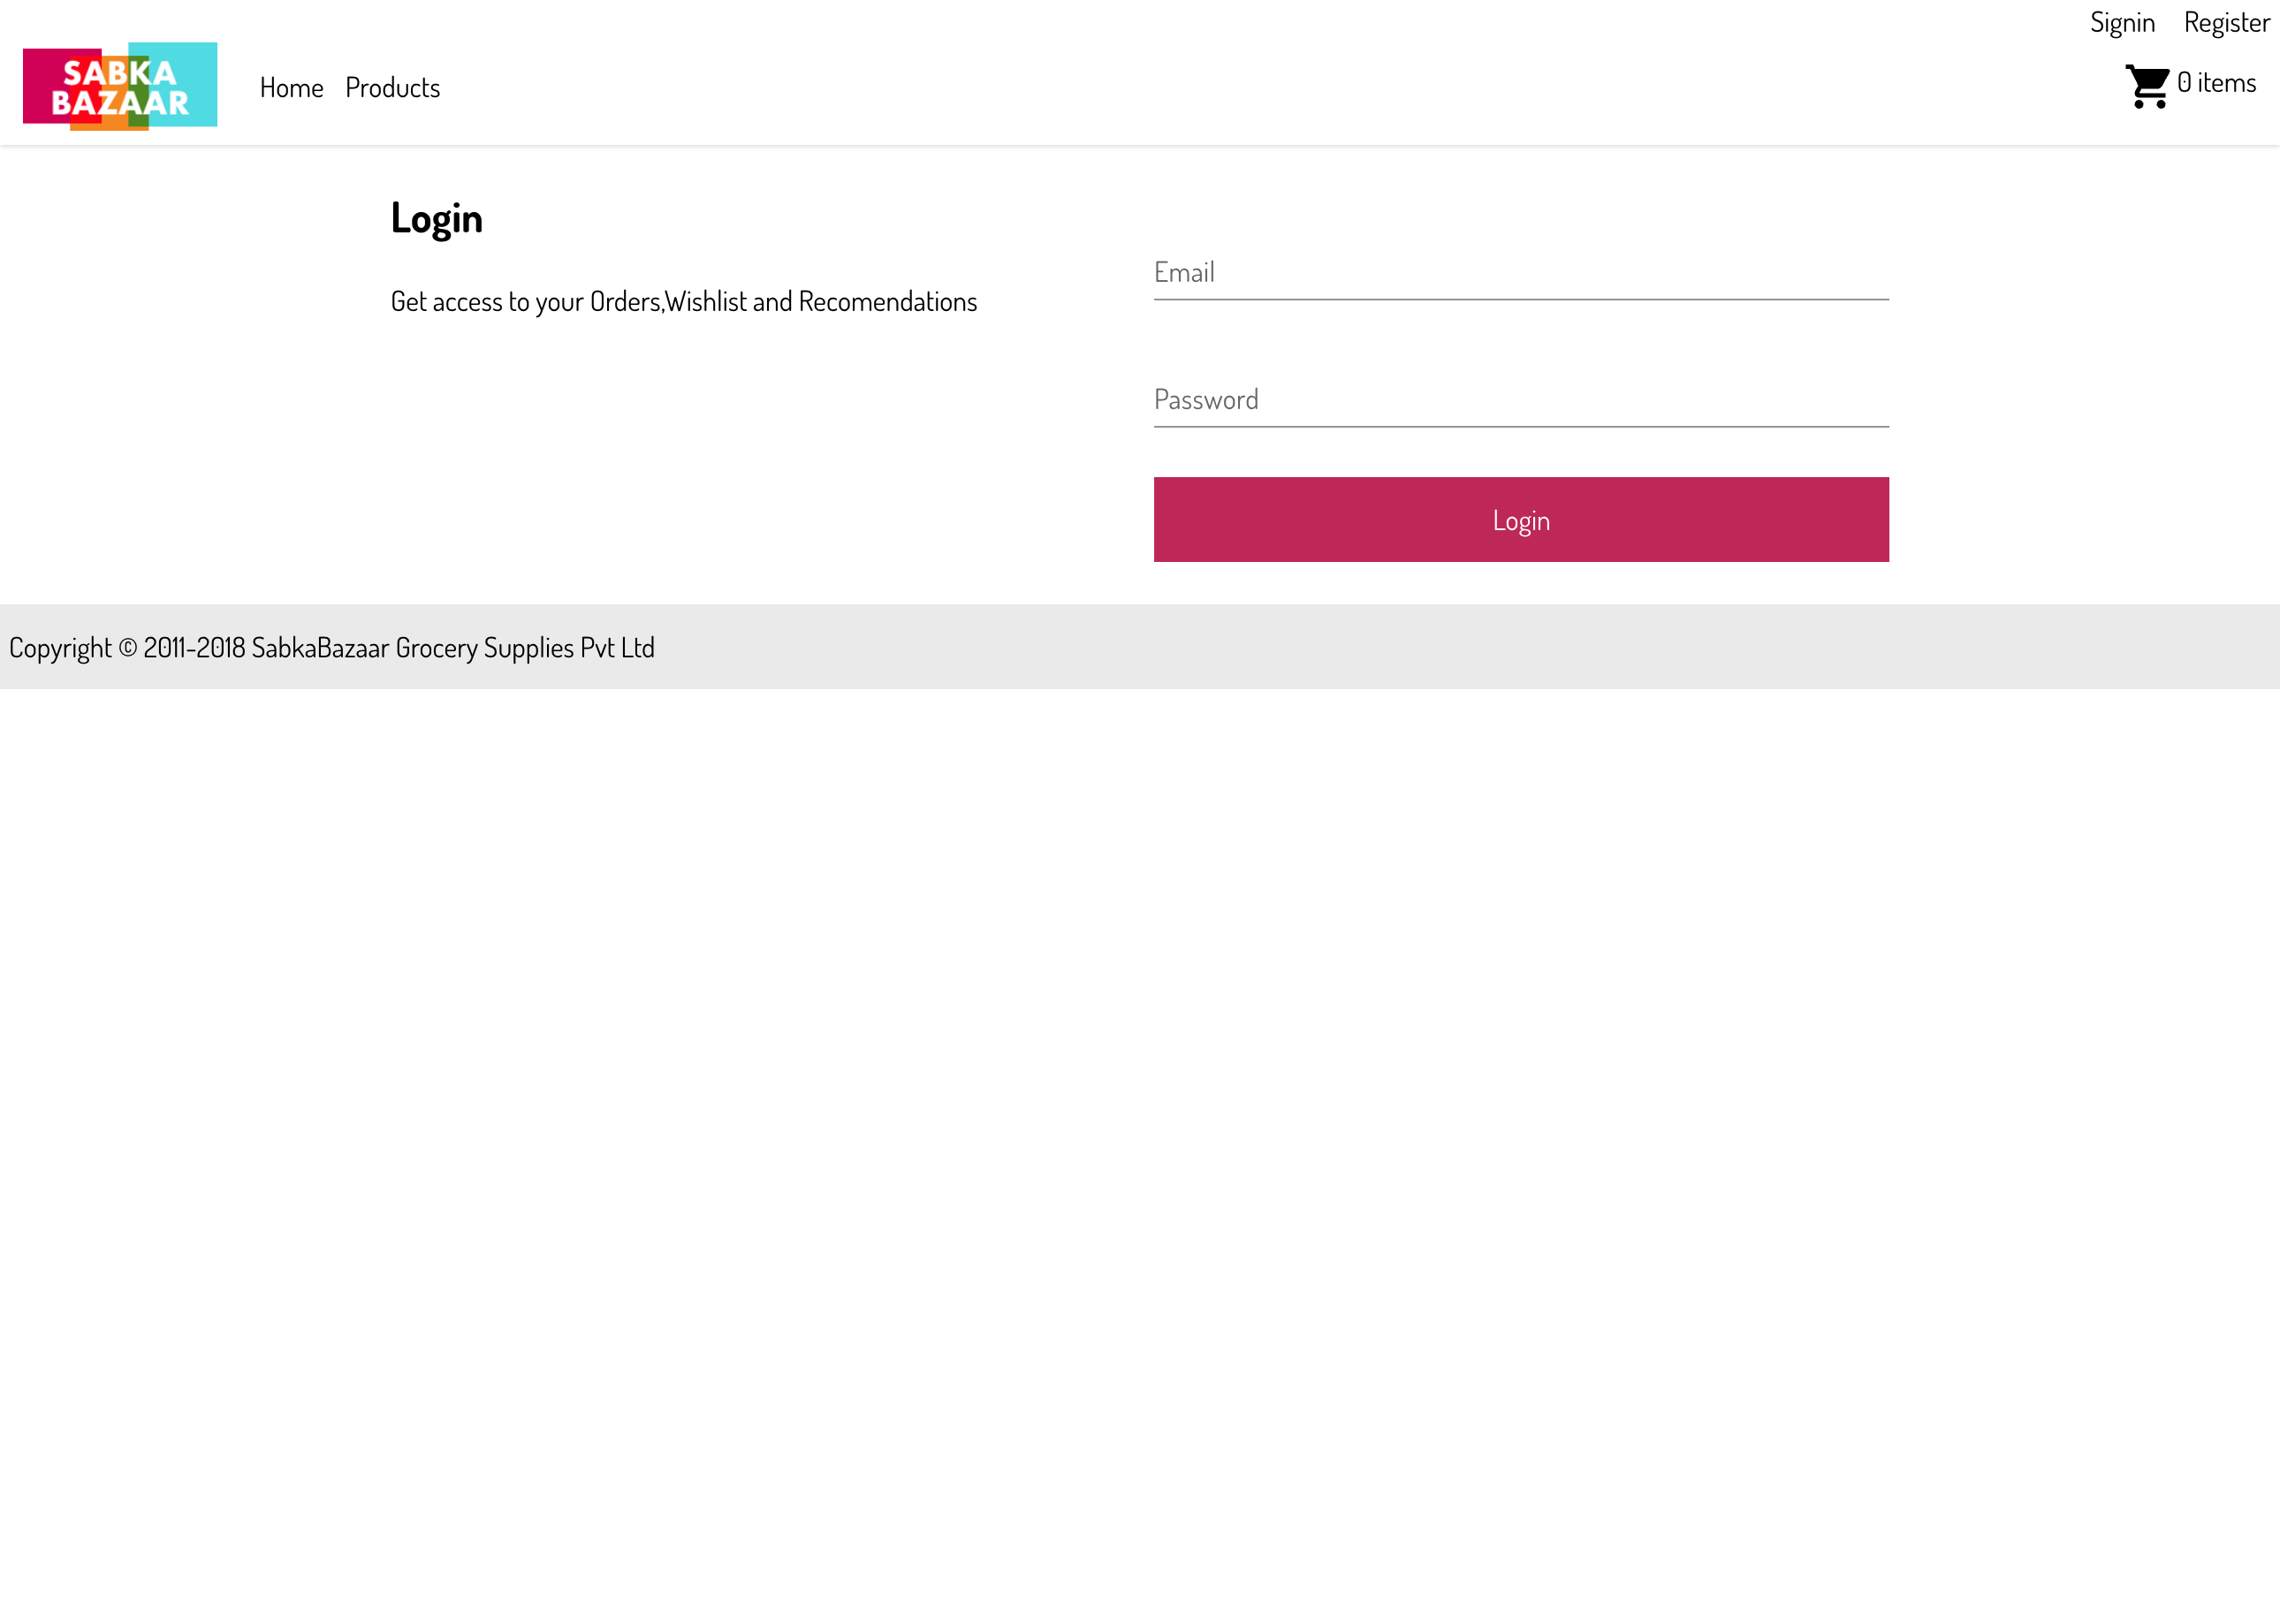 Signin Register
SABKA
BAZAAR
Home Products
0 items
Login
Get access to your Orders,Wishlist and Recomendations
Email
Password
Login
Copyright © 2011-2018 SabkaBazaar Grocery Supplies Pvt Ltd